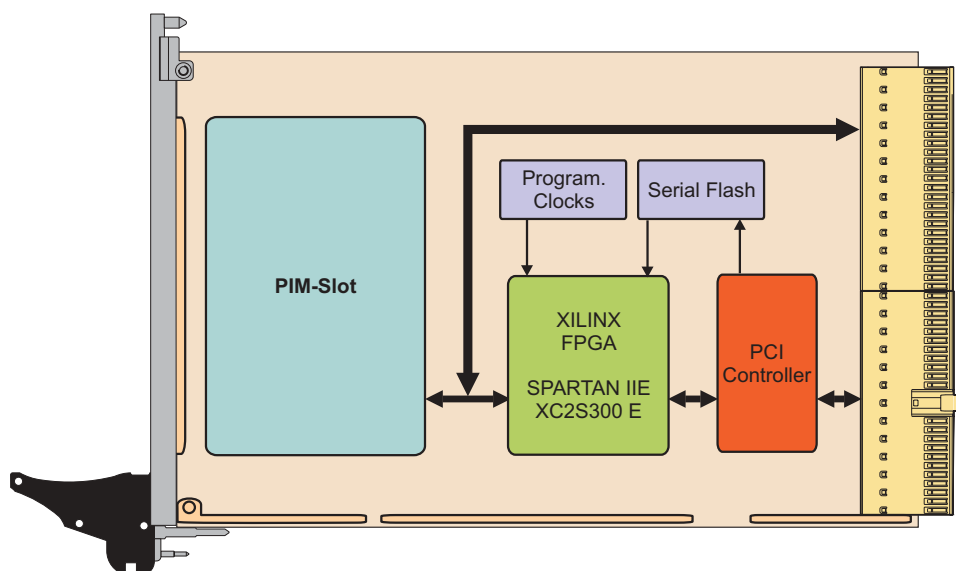 Program.
Clocks
Serial Flash
PIM-Slot
XILINX
FPGA
SPARTAN IIE
XC2S300 E
PCI
Controller